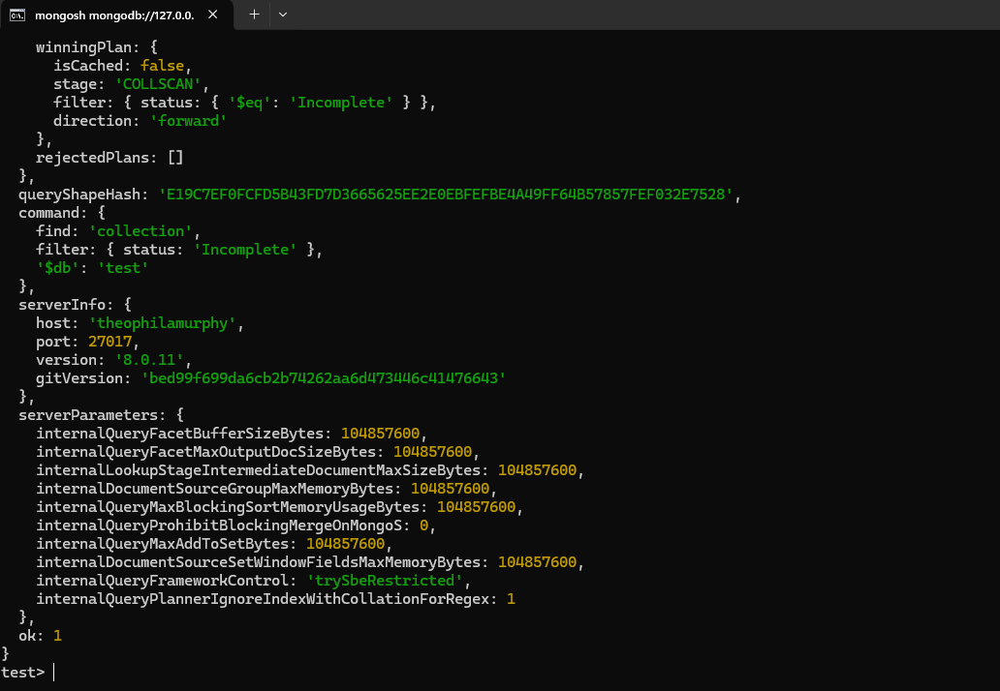 mongosh mongodb://127.0.0.
winningPlan: {
isCached: false,
stage: 'COLLSCAN',
filter: { status: { '$eq': 'Incomplete' } },
direction: 'forward'
},
rejectedPlans: []
},
queryShapeHash: 'E19C7EF0FCFD5B43FD7D3665625EE2E0EBFEFBE4A49FF64B57857FEF032E7528',
command: {
find: 'collection',
filter: { status: 'Incomplete' },
'$db': 'test'
},
serverInfo: {
host: 'theophilamurphy',
port: 27017,
version: '8.0.11',
gitVersion: 'bed99f699da6cb2b74262aa6d473446c41476643'
},
serverParameters: {
internalQueryFacetBufferSizeBytes: 104857600,
internalQueryFacetMaxOutputDocSizeBytes: 104857600,
internalLookupStageIntermediateDocumentMaxSizeBytes: 104857600,
internalDocumentSourceGroupMaxMemoryBytes: 104857600,
internalQueryMaxBlockingSortMemoryUsageBytes: 104857600,
internalQueryProhibitBlockingMergeOnMongoS: 0,
internalQueryMaxAddToSetBytes: 104857600,
internalDocumentSourceSetWindowFieldsMaxMemoryBytes: 104857600,
internalQueryFrameworkControl: 'trySbeRestricted',
internalQueryPlannerIgnoreIndexWithCollationForRegex: 1
},
ok: 1
}
test>